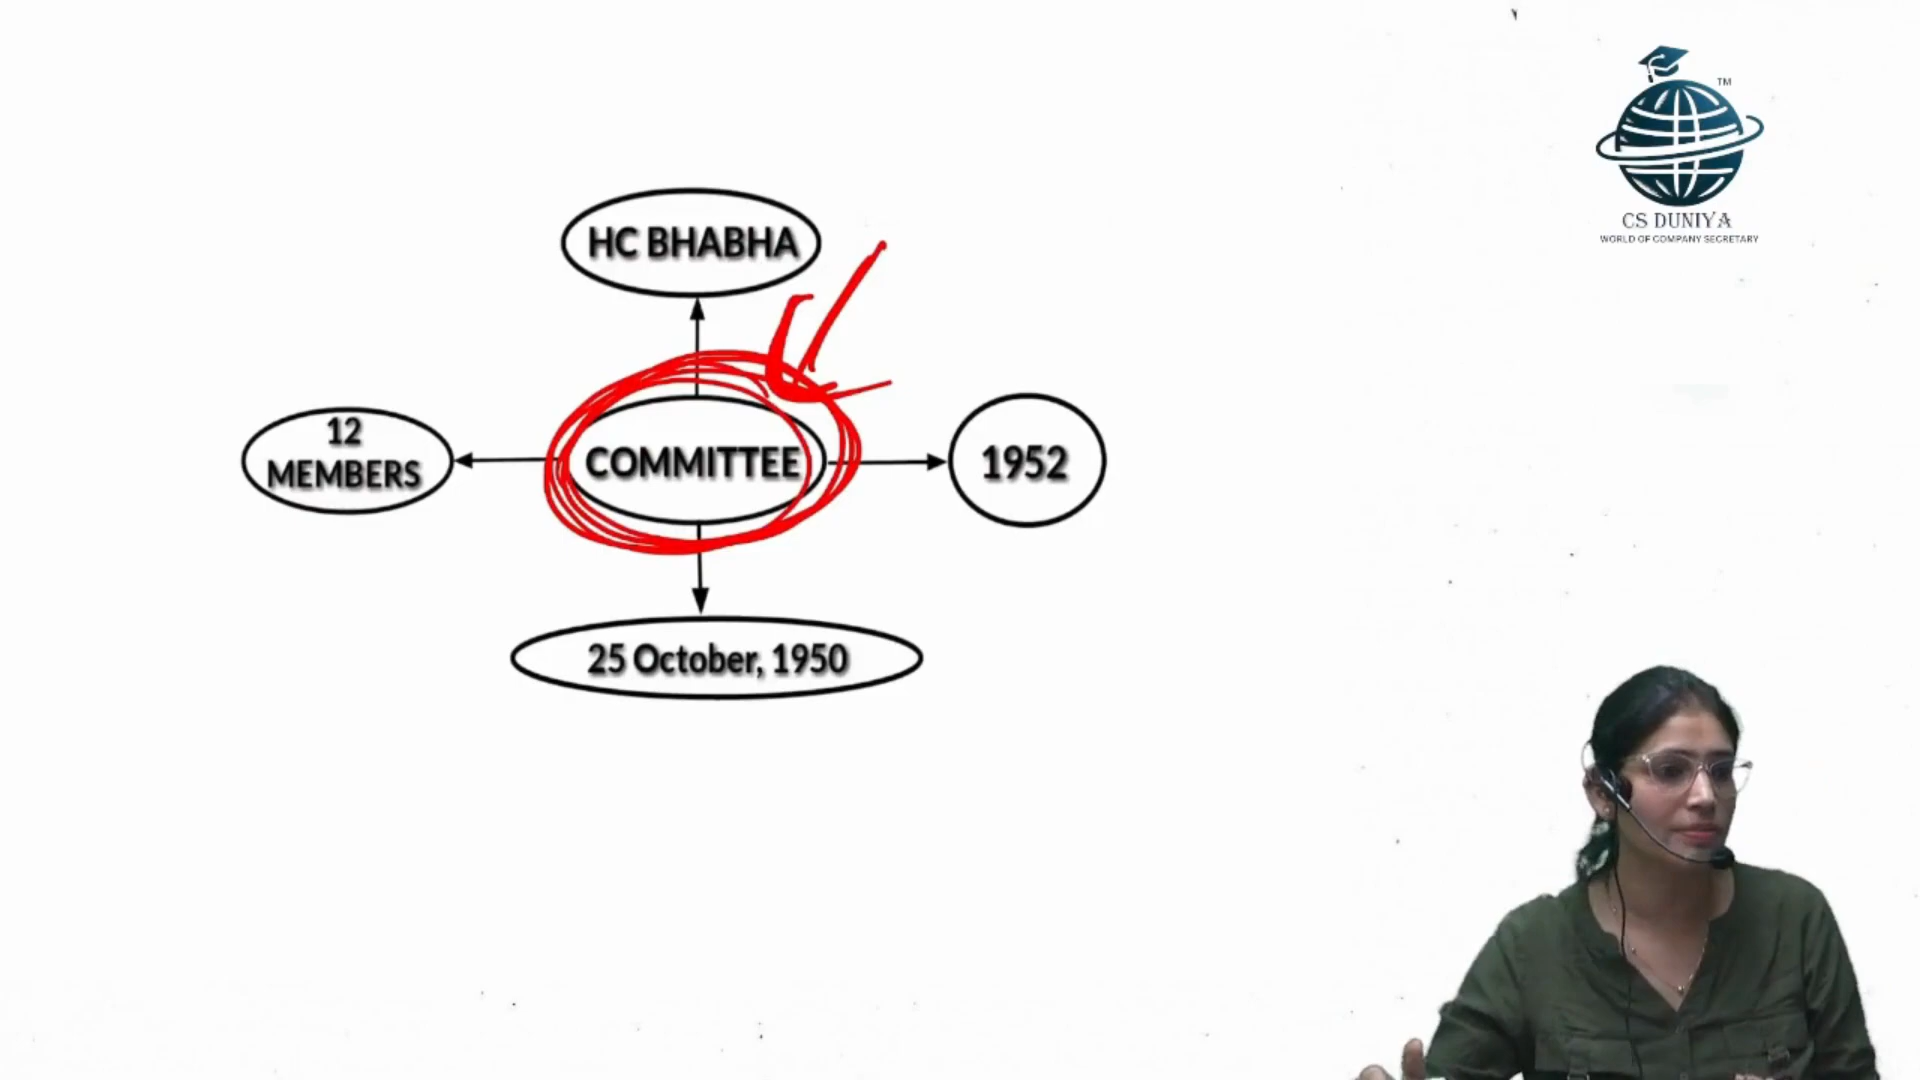 TM
CS DUNIYA
WORLD OF COMPANY SECRETARY
HC BHABHA
12
MEMBERS
COMMITTEE
1952
25 October, 1950